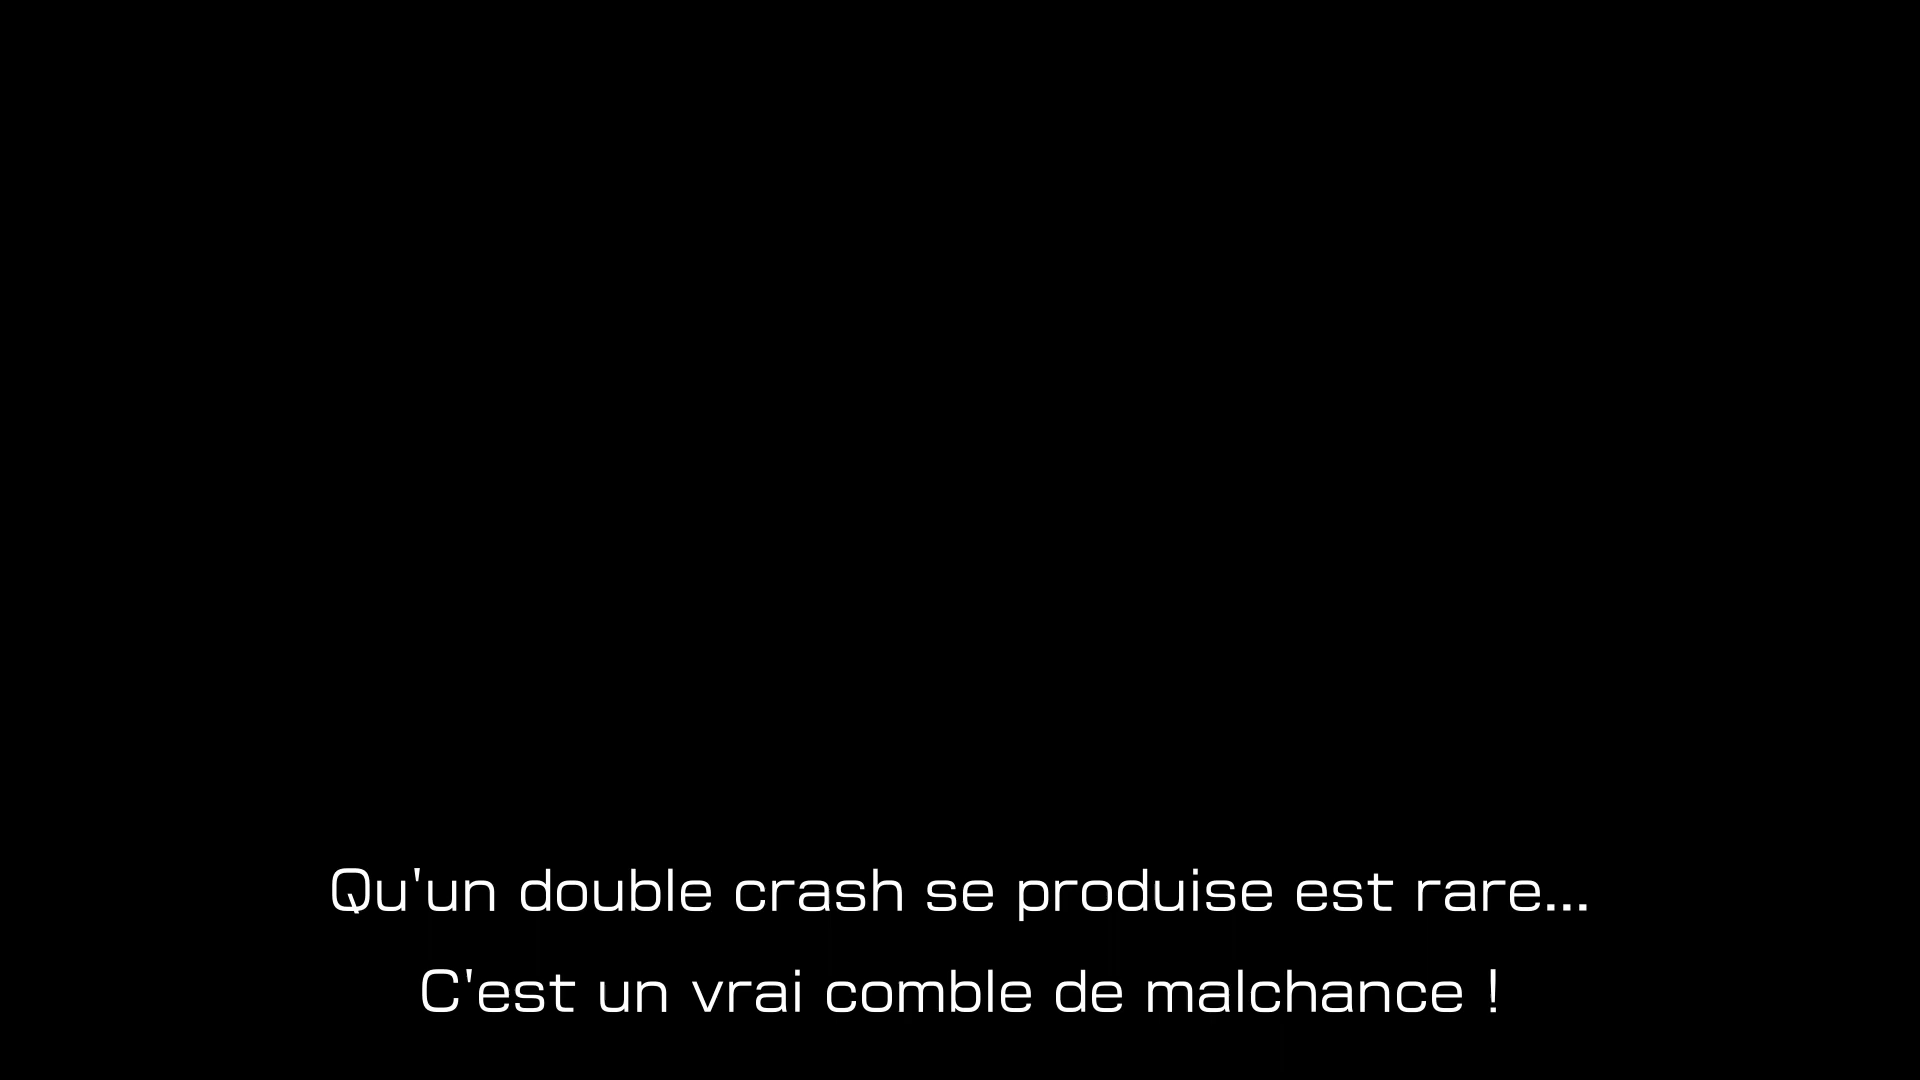 Qu'un double crash se produise est rare...
C'est un vrai comble de malchance !